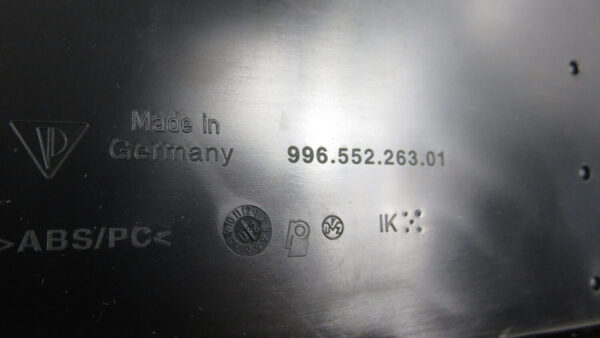 Made in
Germany
996.552.263.01
>ABS/PC<
IK